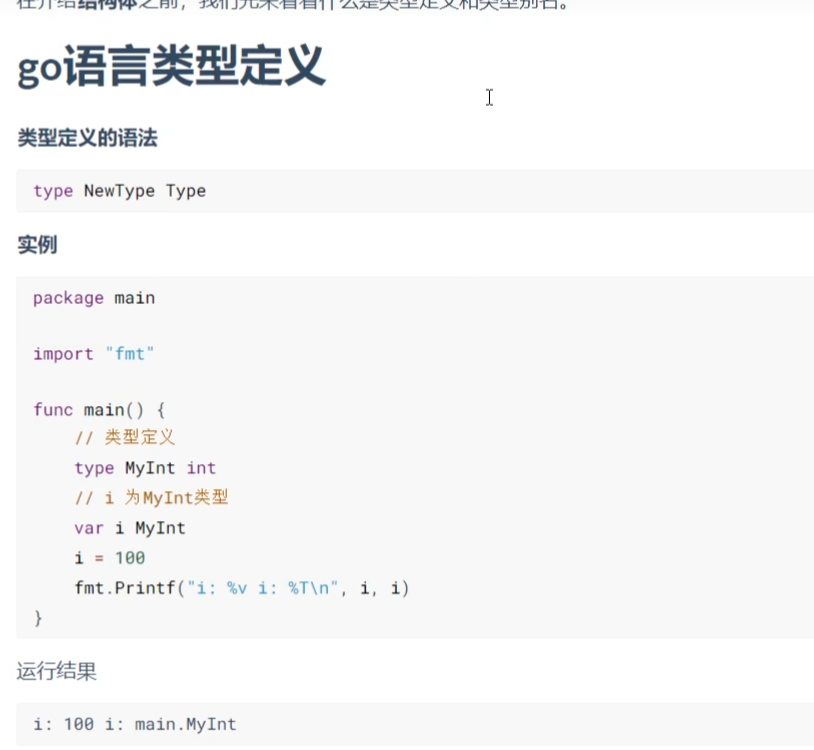 在介绍结构体之前，我们先来看看什么是类型定义和类型别名。
go语言类型定义
类型定义的语法
type NewType Type
实例
package main
import "fmt"
func main() {
// 类型定义
type MyInt int
// i 为MyInt类型
var i MyInt
i = 100
fmt.Printf("i: %v i: %T\n", i, i)
}
运行结果
i: 100 i: main.MyInt